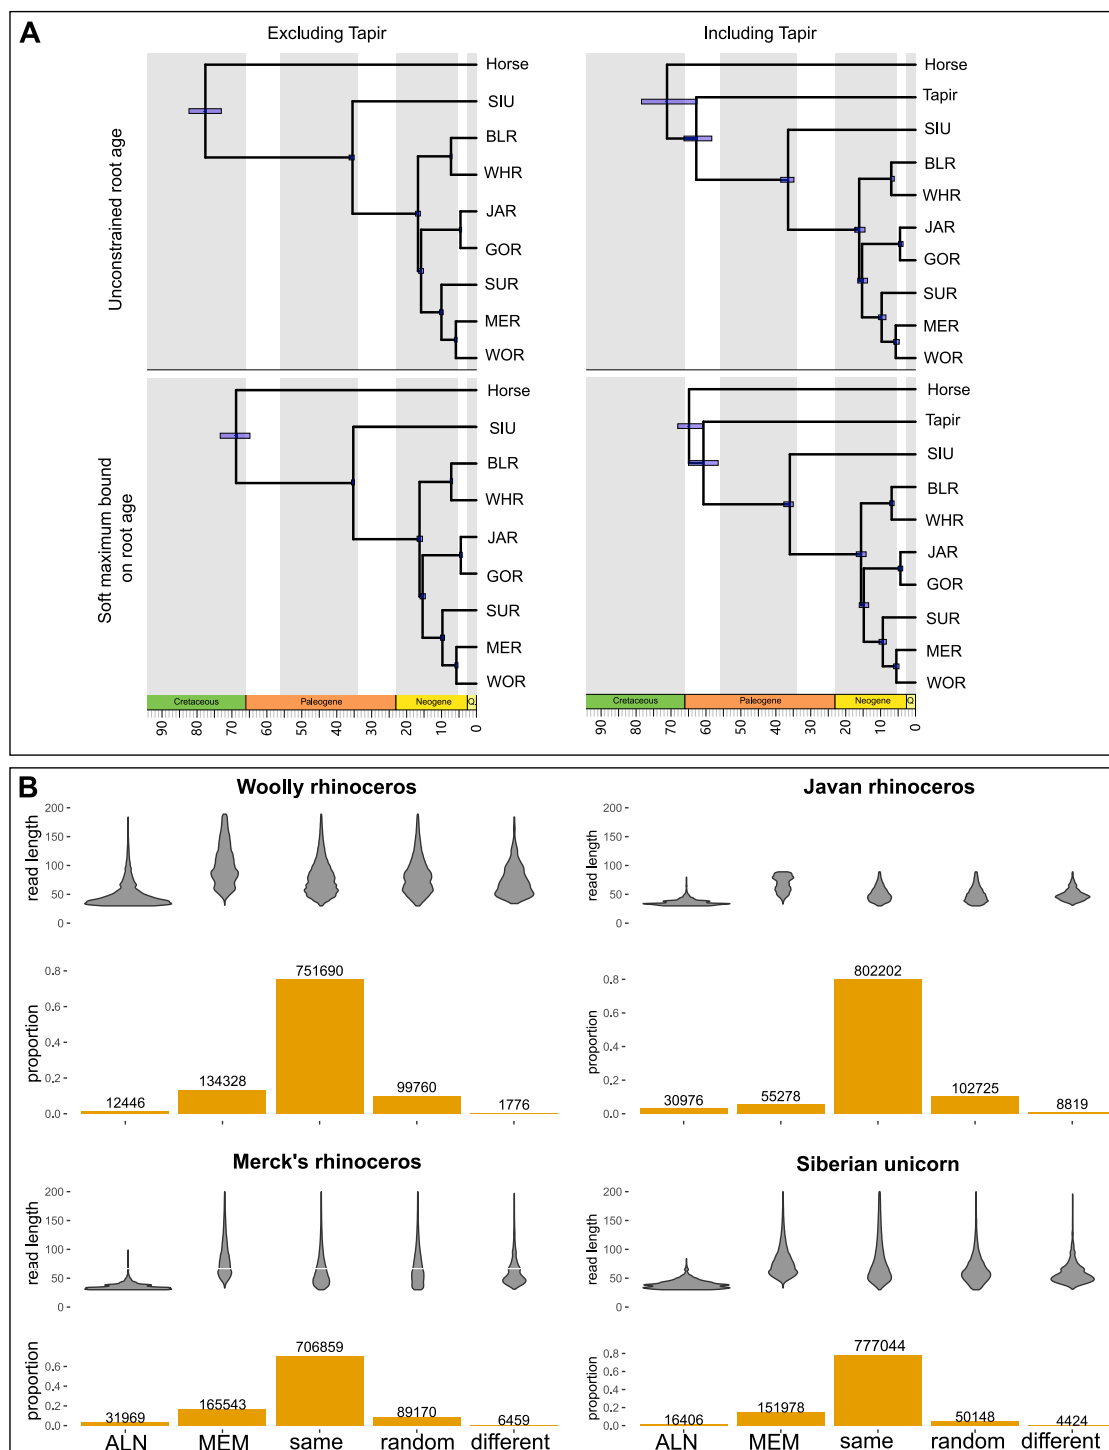 A
Excluding Tapir
Including Tapir
Unconstrained root age
Horse
SIU
BLR
WHR
JAR
GOR
SUR
MER
WOR
Horse
Tapir
SIU
BLR
WHR
JAR
GOR
SUR
MER
WOR
Soft maximum bound
on root age
Horse
SIU
BLR
WHR
JAR
GOR
SUR
MER
WOR
Horse
Tapir
SIU
BLR
WHR
JAR
GOR
SUR
MER
WOR
Cretaceous Paleogene Neogene Q.
90 80 70 60 50 40 30 20 10 0
Cretaceous Paleogene Neogene Q
90 80 70 60 50 40 30 20 10 0
B
Woolly rhinoceros
read length
200
150
100
50
0
proportion
0.8
0.6
0.4
0.2
0.0
12446 134328 751690 99760 1776
Javan rhinoceros
read length
200
150
100
50
0
proportion
0.8
0.6
0.4
0.2
0.0
30976 55278 802202 102725 8819
Merck's rhinoceros
read length
200
150
100
50
0
proportion
0.6
0.4
0.2
0.0
31969 165543 706859 89170 6459
ALN MEM same random different
Siberian unicorn
read length
200
150
100
50
0
proportion
0.8
0.6
0.4
0.2
0.0
16406 151978 777044 50148 4424
ALN MEM same random different